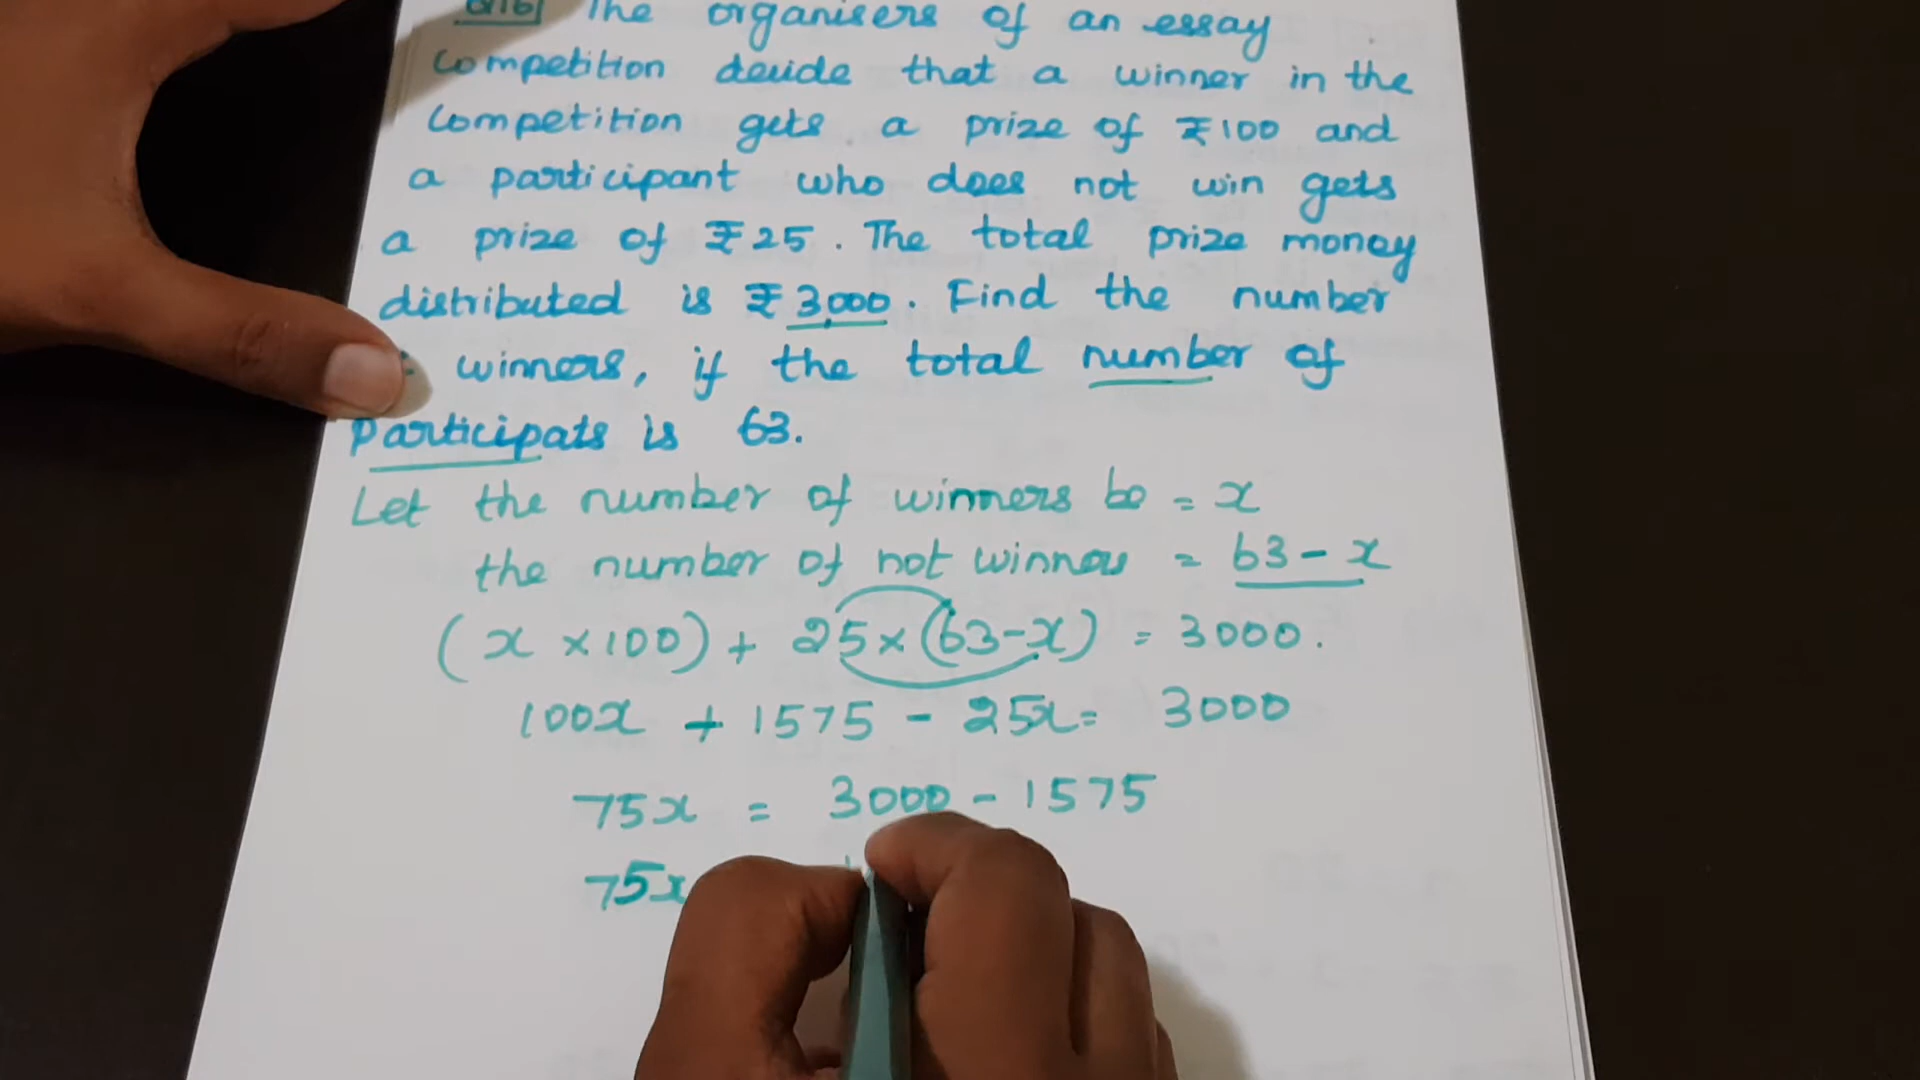 Q16) The organisers of an essay
competition decide that a winner in the
competition gets a prize of ₹100 and
a participant who does not win gets
a prize of ₹25. The total prize money
distributed is ₹3,000. Find the number
winners, if the total number of
Participats is 63.
Let the number of winners be = x
the number of not winners = 63 - x
(x × 100) + 25 × (63 - x) = 3000.
100x + 1575 - 25x = 3000
75x = 3000 - 1575
75x